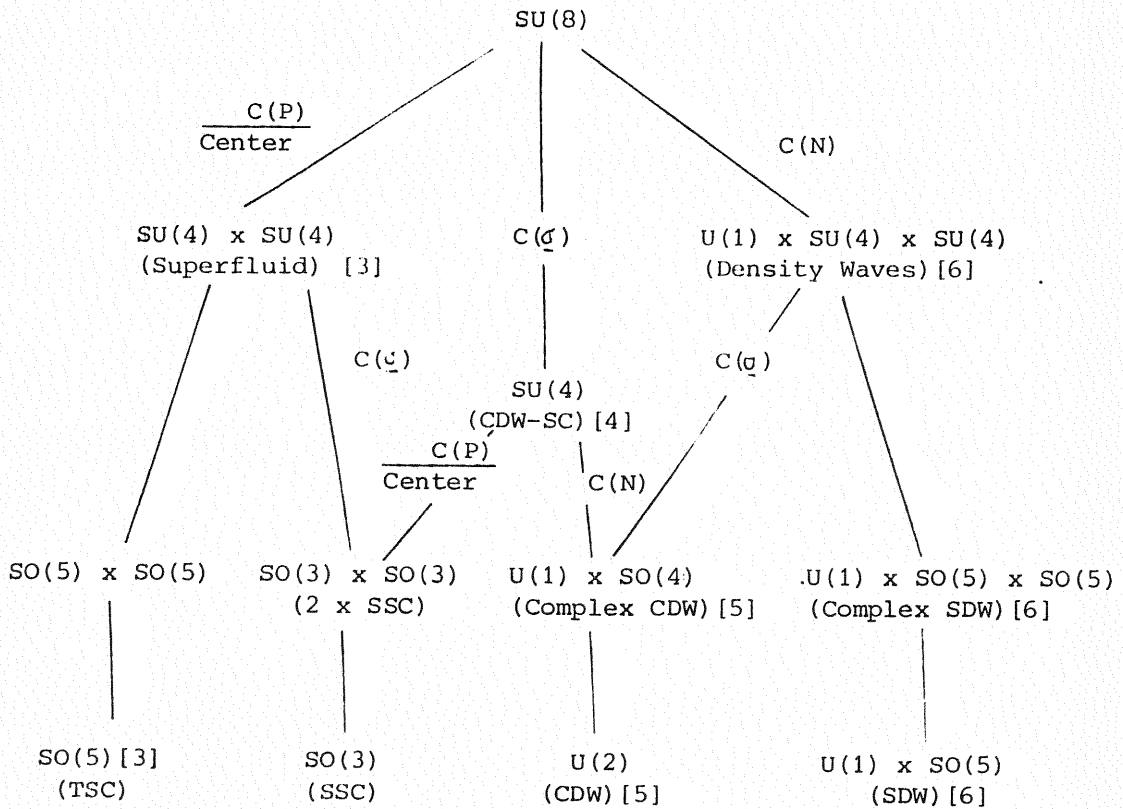 SU(8)
C(P)
Center
C(N)
SU(4) x SU(4)
(Superfluid) [3]
C(σ)
U(1) x SU(4) x SU(4)
(Density Waves)[6]
C(σ)
C(σ)
SU(4)
(CDW-SC)[4]
C(P)
Center
C(N)
SO(5) x SO(5)
SO(3) x SO(3)
(2 x SSC)
U(1) x SO(4)
(Complex CDW)[5]
U(1) x SO(5) x SO(5)
(Complex SDW)[6]
SO(5)[3]
(TSC)
SO(3)
(SSC)
U(2)
(CDW)[5]
U(1) x SO(5)
(SDW)[6]